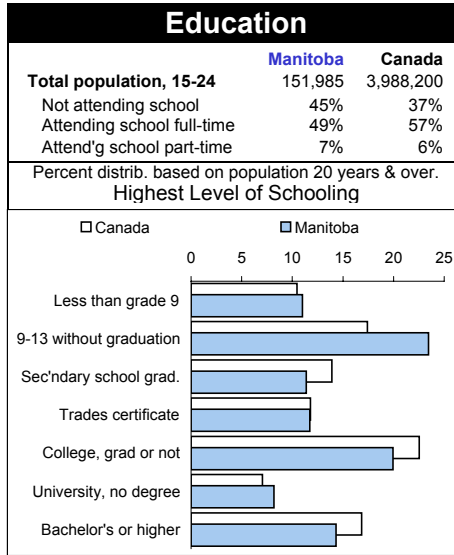 Education
Manitoba Canada
Total population, 15-24 151,985 3,988,200
Not attending school 45% 37%
Attending school full-time 49% 57%
Attend'g school part-time 7% 6%
Percent distrib. based on population 20 years & over.
Highest Level of Schooling
Canada Manitoba
0 5 10 15 20 25
Less than grade 9
9-13 without graduation
Sec'ndary school grad.
Trades certificate
College, grad or not
University, no degree
Bachelor's or higher